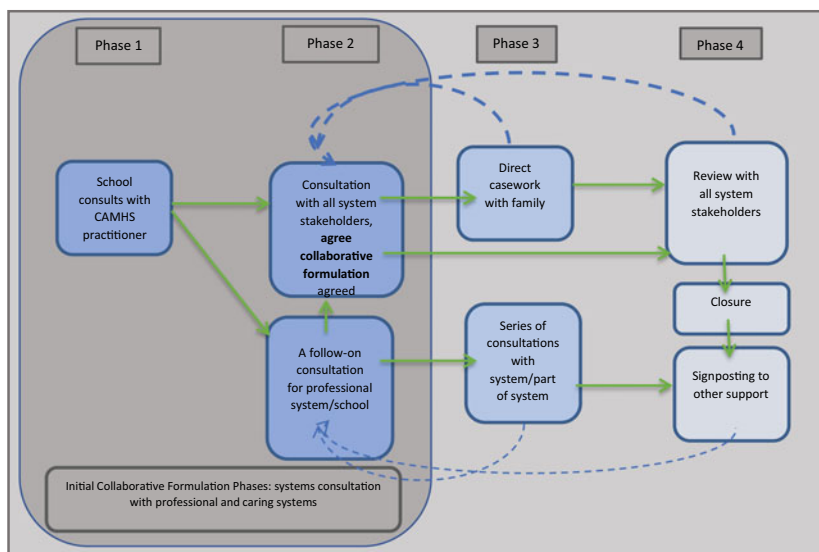 Phase 1
Phase 2
Phase 3
Phase 4
School
consults with
CAMHS
practitioner
Consultation
with all system
stakeholders,
agree
collaborative
formulation
agreed
Direct
casework
with family
Review with
all system
stakeholders
Closure
A follow-on
consultation
for professional
system/school
Series of
consultations
with
system/part
of system
Signposting to
other support
Initial Collaborative Formulation Phases: systems consultation
with professional and caring systems